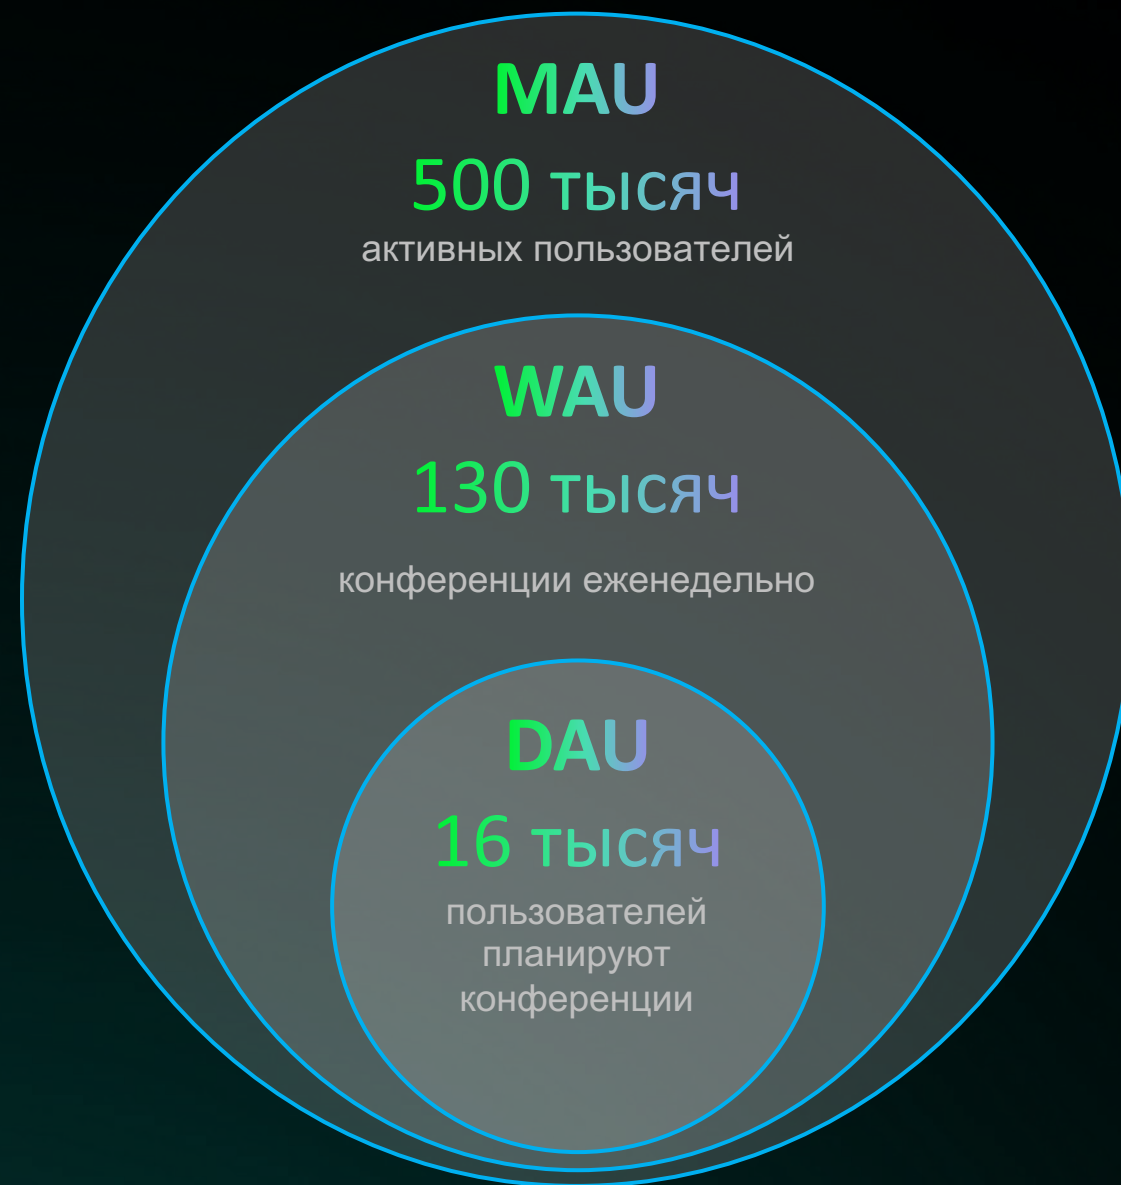 MAU
500 тысяч
активных пользователей
WAU
130 тысяч
конференции еженедельно
DAU
16 тысяч
пользователей
планируют
конференции